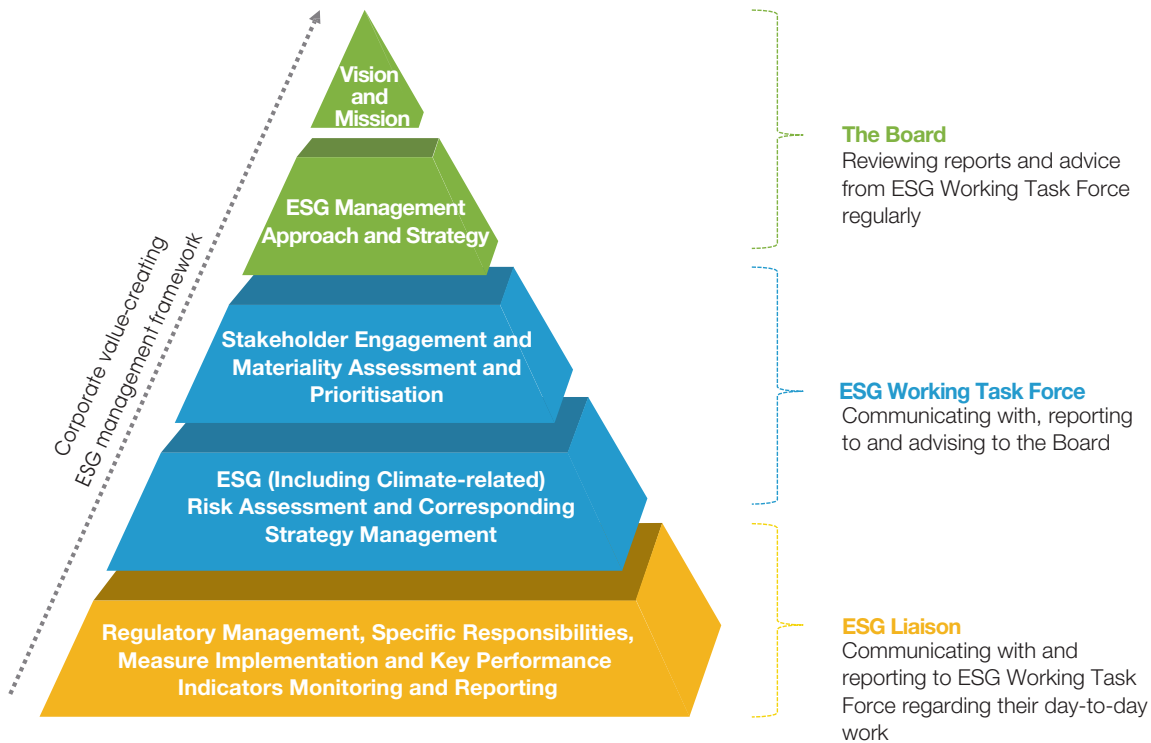 Vision
and
Mission
ESG Management
Approach and Strategy
Stakeholder Engagement and
Materiality Assessment and
Prioritisation
ESG (Including Climate-related)
Risk Assessment and Corresponding
Strategy Management
Regulatory Management, Specific Responsibilities,
Measure Implementation and Key Performance
Indicators Monitoring and Reporting
Corporate value-creating
ESG management framework
The Board
Reviewing reports and advice
from ESG Working Task Force
regularly
ESG Working Task Force
Communicating with, reporting
to and advising to the Board
ESG Liaison
Communicating with and
reporting to ESG Working Task
Force regarding their day-to-day
work